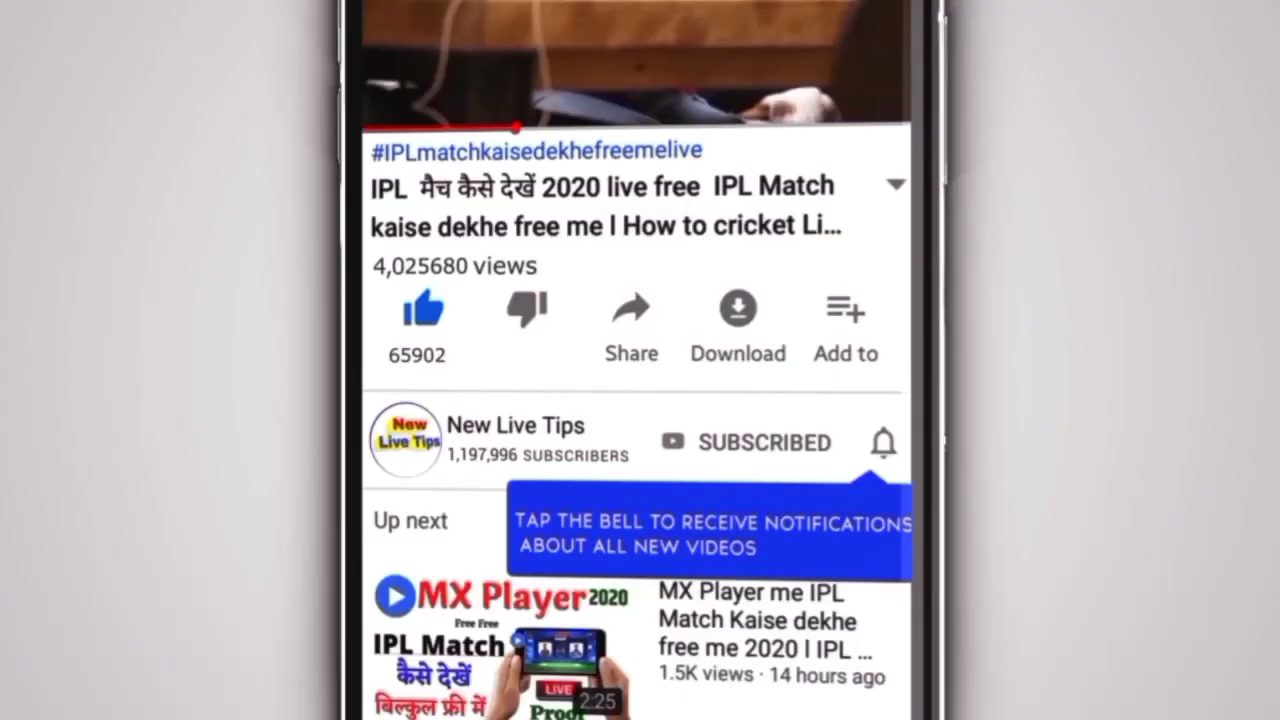 #IPLmatchkaisedekhefreemelive
IPL मैच कैसे देखें 2020 live free IPL Match
kaise dekhe free me l How to cricket Li...
4,025680 views
65902
Share
Download
Add to
New
Live Tips
New Live Tips
1,197,996 SUBSCRIBERS
SUBSCRIBED
Up next
TAP THE BELL TO RECEIVE NOTIFICATIONS
ABOUT ALL NEW VIDEOS
MX Player 2020
Free Free
IPL Match
कैसे देखें
बिल्कुल फ्री में
LIVE
Proof
2:25
MX Player me IPL
Match Kaise dekhe
free me 2020 l IPL ...
1.5K views · 14 hours ago